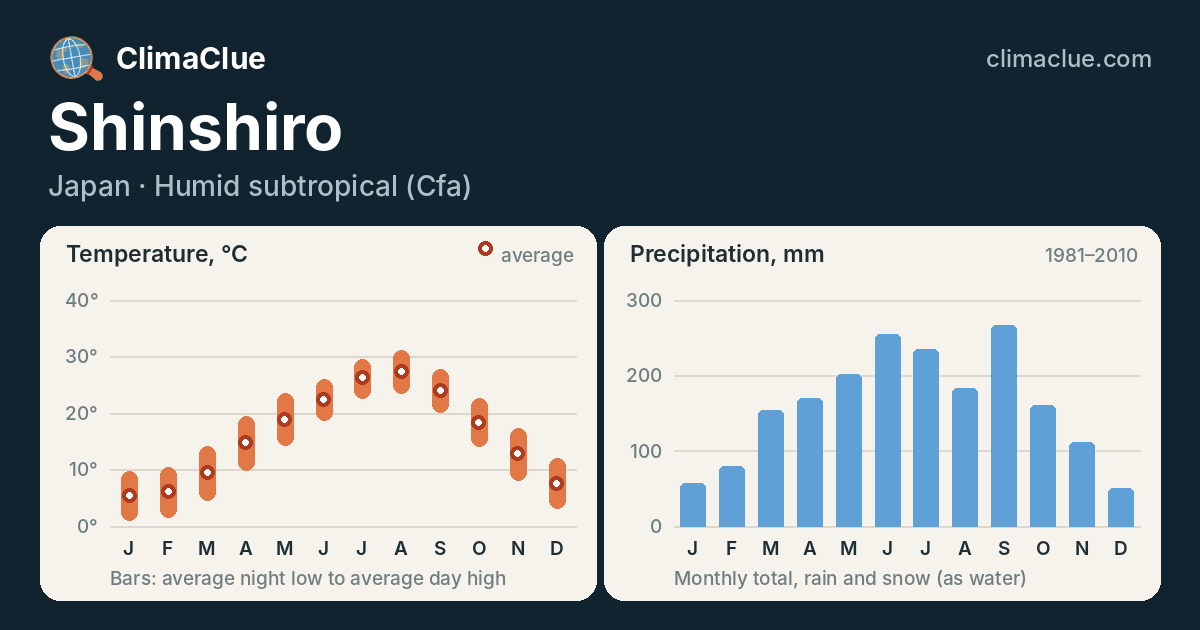 ClimaClue
climaclue.com
Shinshiro
Japan · Humid subtropical (Cfa)
Temperature, °C
average
40°
30°
20°
10°
0°
J F M A M J J A S O N D
Bars: average night low to average day high
Precipitation, mm
1981–2010
300
200
100
0
J F M A M J J A S O N D
Monthly total, rain and snow (as water)